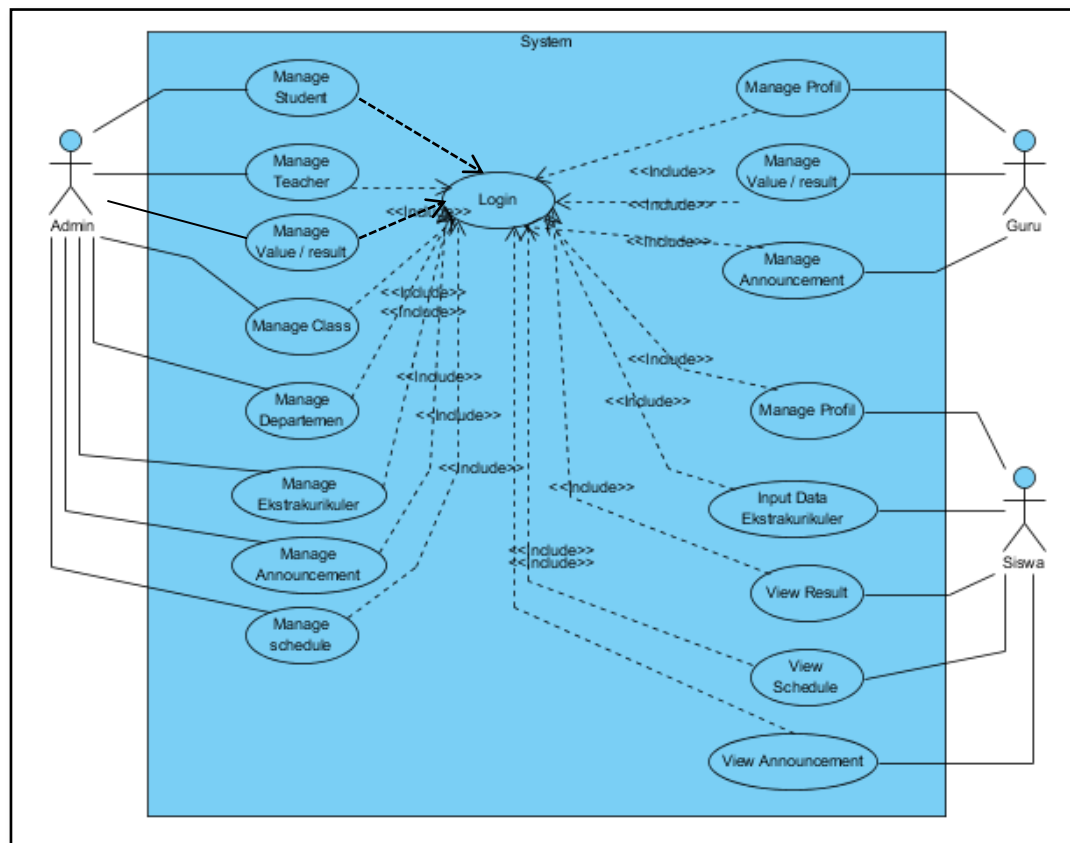 System
Manage
Student
Manage
Teacher
Manage
Value / result
Manage Class
Manage
Departemen
Manage
Ekstrakurikuler
Manage
Announcement
Manage
schedule
Admin
Login
<<Include>>
<<Include>>
<<Include>>
<<Include>>
<<Include>>
<<Include>>
<<Include>>
<<Include>>
<<Include>>
<<Include>>
<<Include>>
<<Include>>
<<Include>>
<<Include>>
Manage Profil
Manage
Value / result
Manage
Announcement
Guru
Manage Profil
Input Data
Ekstrakurikuler
View Result
View
Schedule
View Announcement
Siswa